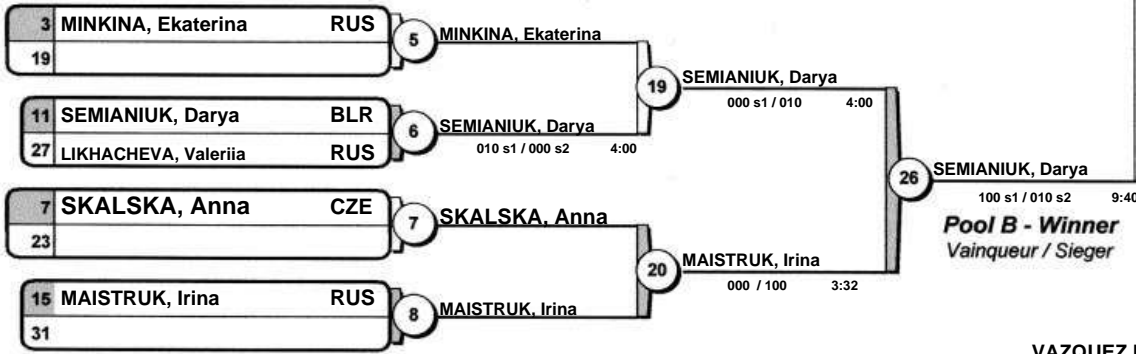 3 MINKINA, Ekaterina RUS
19
5 MINKINA, Ekaterina
11 SEMIANIUK, Darya BLR
27 LIKHACHEVA, Valeriia RUS
6 SEMIANIUK, Darya
010 s1 / 000 s2 4:00
19 SEMIANIUK, Darya
000 s1 / 010 4:00
7 SKALSKA, Anna CZE
23
7 SKALSKA, Anna
15 MAISTRUK, Irina RUS
31
8 MAISTRUK, Irina
20 MAISTRUK, Irina
000 / 100 3:32
26 SEMIANIUK, Darya
100 s1 / 010 s2 9:40
Pool B - Winner
Vainqueur / Sieger
VAZQUEZ